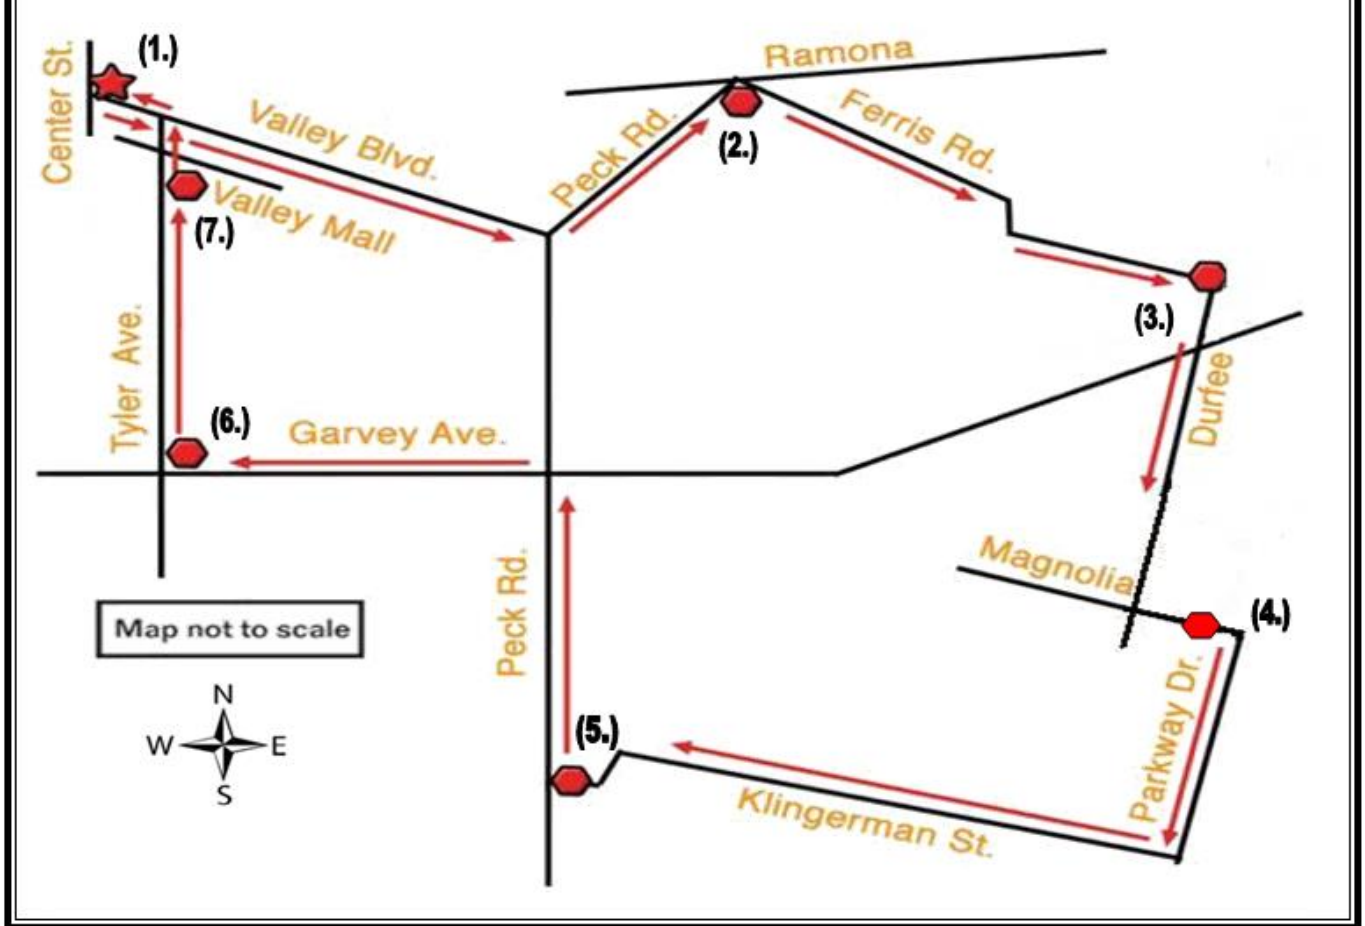 Center St.
(1.)
Valley Blvd.
Valley Mall
(7.)
Peck Rd.
Ramona
(2.)
Ferris Rd.
(3.)
Durfee
Tyler Ave.
(6.)
Garvey Ave.
Peck Rd.
Magnolia
(4.)
Parkway Dr.
(5.)
Klingerman St.
Map not to scale
N
W
E
S